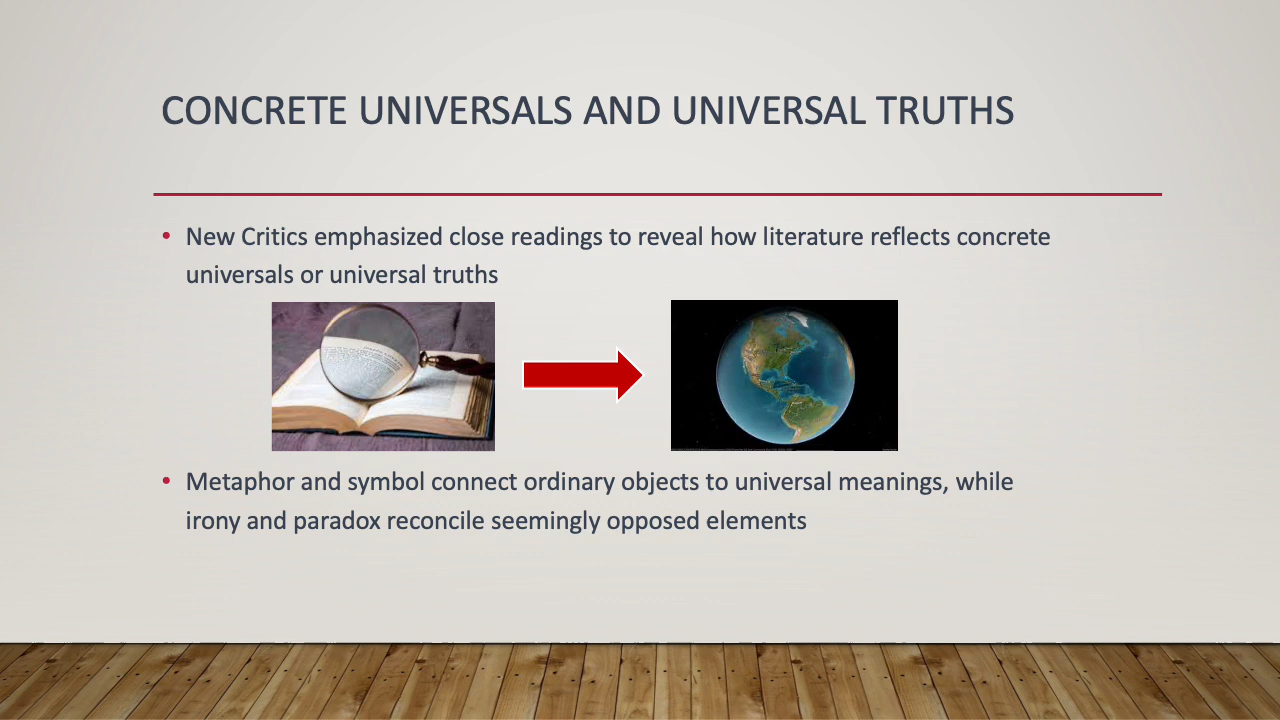 CONCRETE UNIVERSALS AND UNIVERSAL TRUTHS
• New Critics emphasized close readings to reveal how literature reflects concrete
universals or universal truths
• Metaphor and symbol connect ordinary objects to universal meanings, while
irony and paradox reconcile seemingly opposed elements